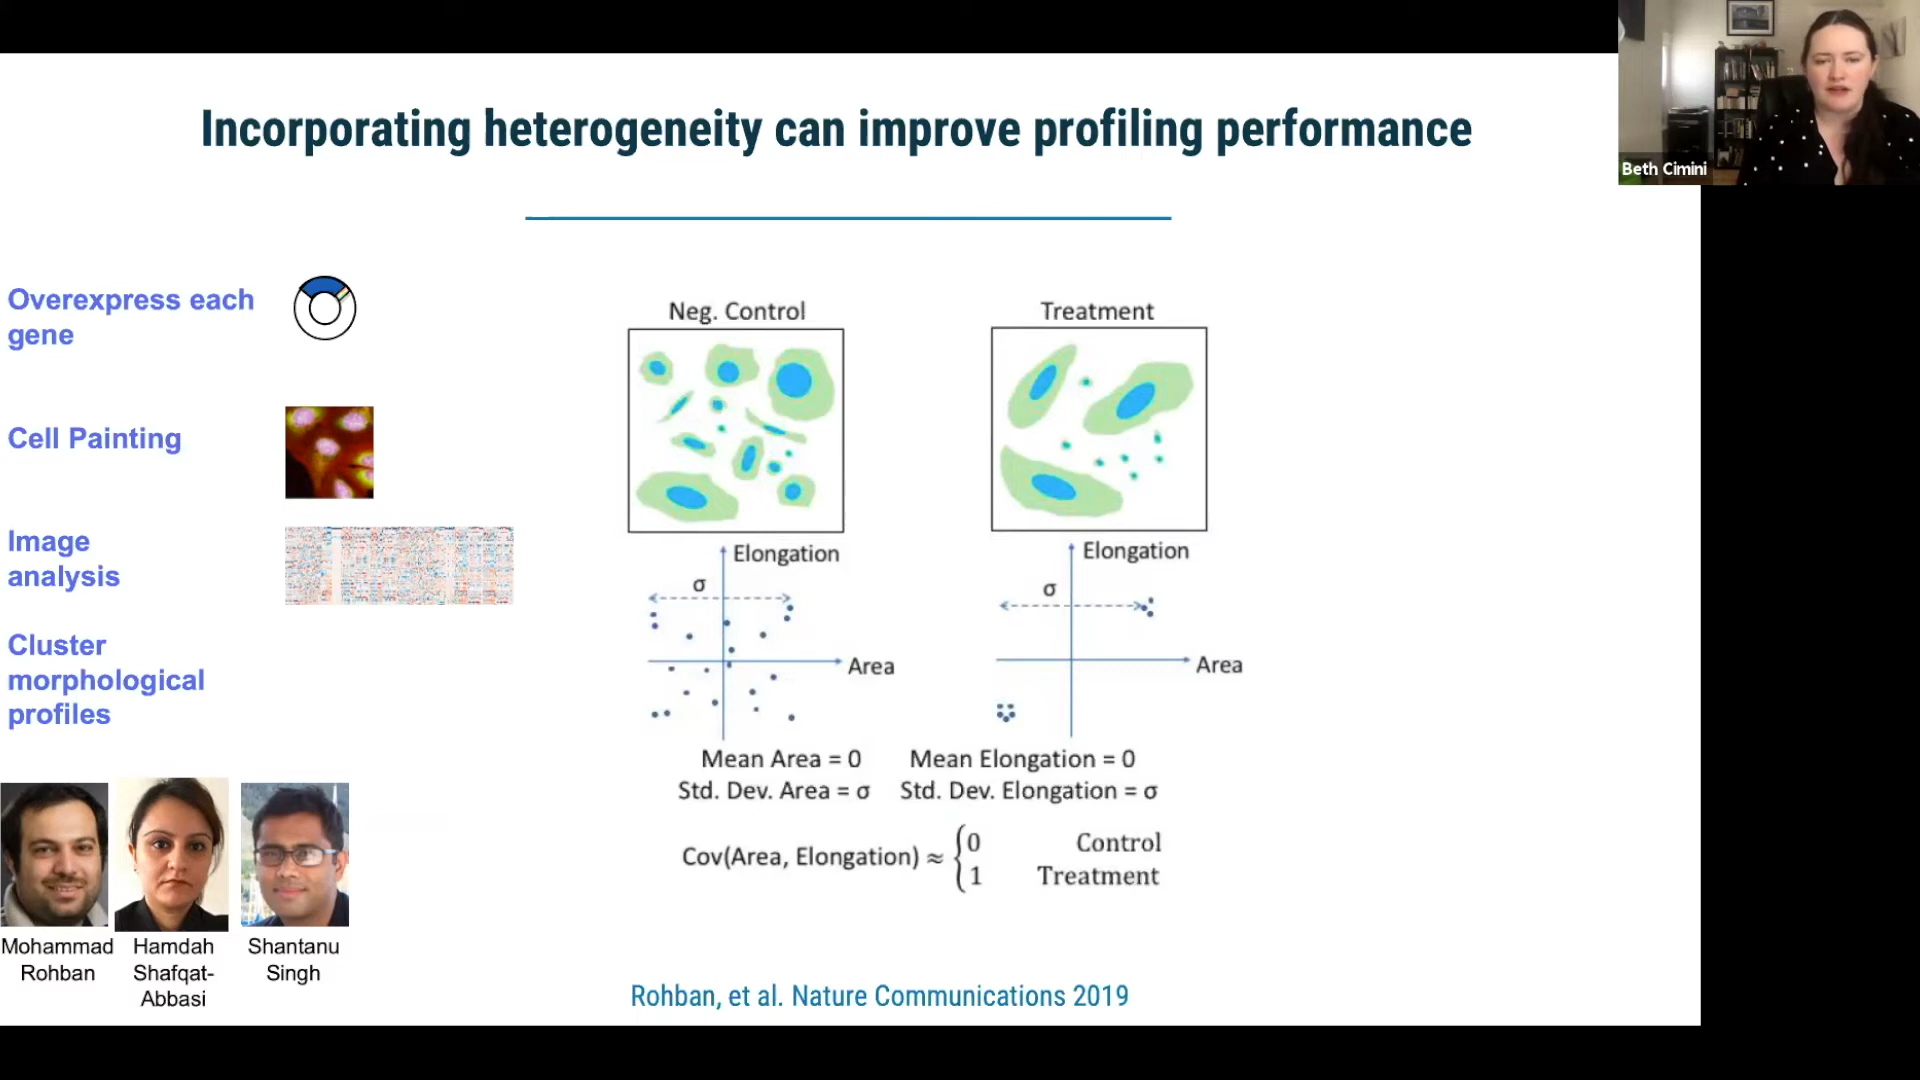 Incorporating heterogeneity can improve profiling performance
Beth Cimini
Overexpress each
gene
Cell Painting
Image
analysis
Cluster
morphological
profiles
Mohammad
Rohban
Hamdah
Shafqat-
Abbasi
Shantanu
Singh
Neg. Control
Treatment
Elongation
σ
Area
Elongation
σ
Area
Mean Area = 0 Mean Elongation = 0
Std. Dev. Area = σ Std. Dev. Elongation = σ
Cov(Area, Elongation) ≈ {0 Control
1 Treatment
Rohban, et al. Nature Communications 2019